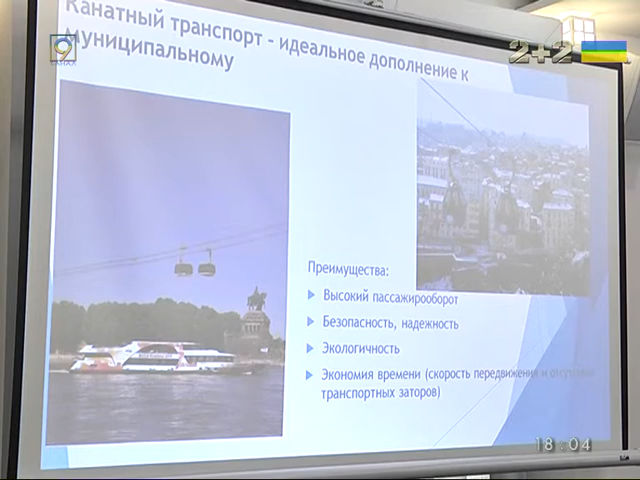 Канатный транспорт - идеальное дополнение к
Муниципальному
9
2+2
Преимущества:
Высокий пассажирооборот
Безопасность, надежность
Экологичность
Экономия времени (скорость передвижения и
транспортных заторов)
18:04